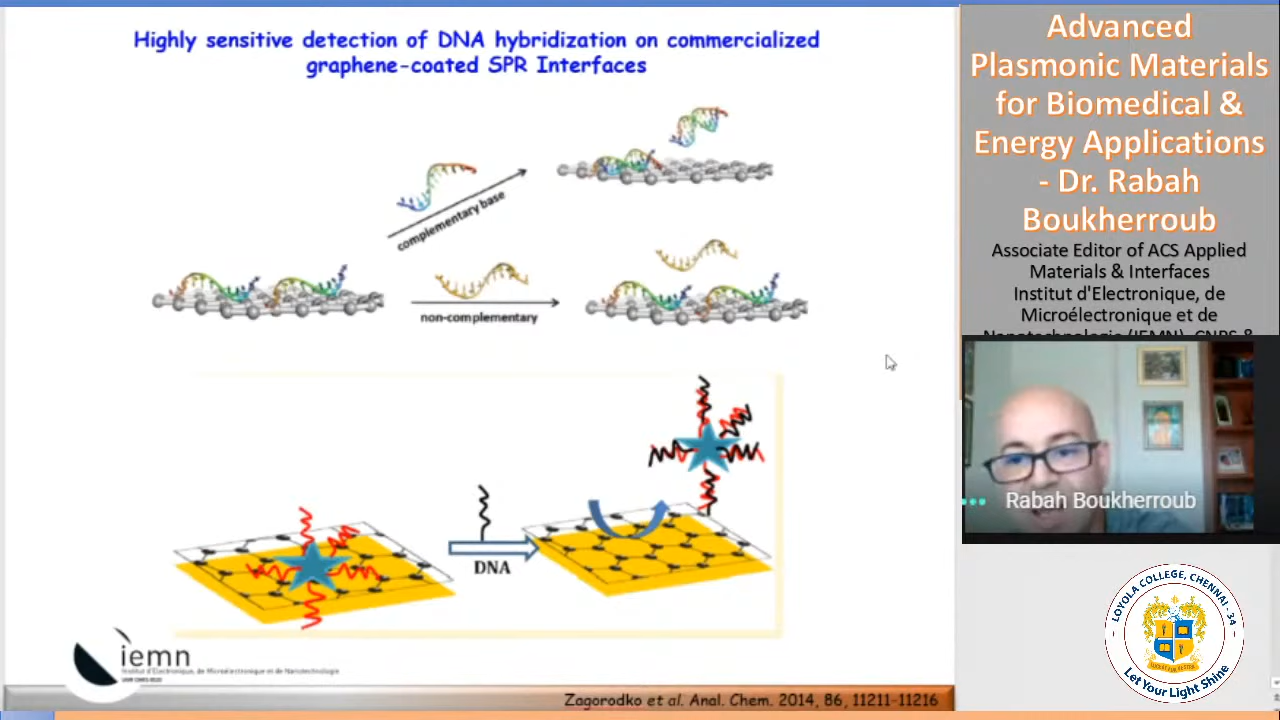 Highly sensitive detection of DNA hybridization on commercialized
graphene-coated SPR Interfaces
complementary base
non-complementary
DNA
iemn
Institut d'Electronique, de Microélectronique et de Nanotechnologie
UMR CNRS 8520
Zagorodko et al. Anal. Chem. 2014, 86, 11211-11216
Advanced
Plasmonic Materials
for Biomedical &
Energy Applications
- Dr. Rabah
Boukherroub
Associate Editor of ACS Applied
Materials & Interfaces
Institut d'Electronique, de
Microélectronique et de
Nanotechnologie (IEMN), CNRS &
Rabah Boukherroub
LOYOLA COLLEGE, CHENNAI - 34
Let Your Light Shine